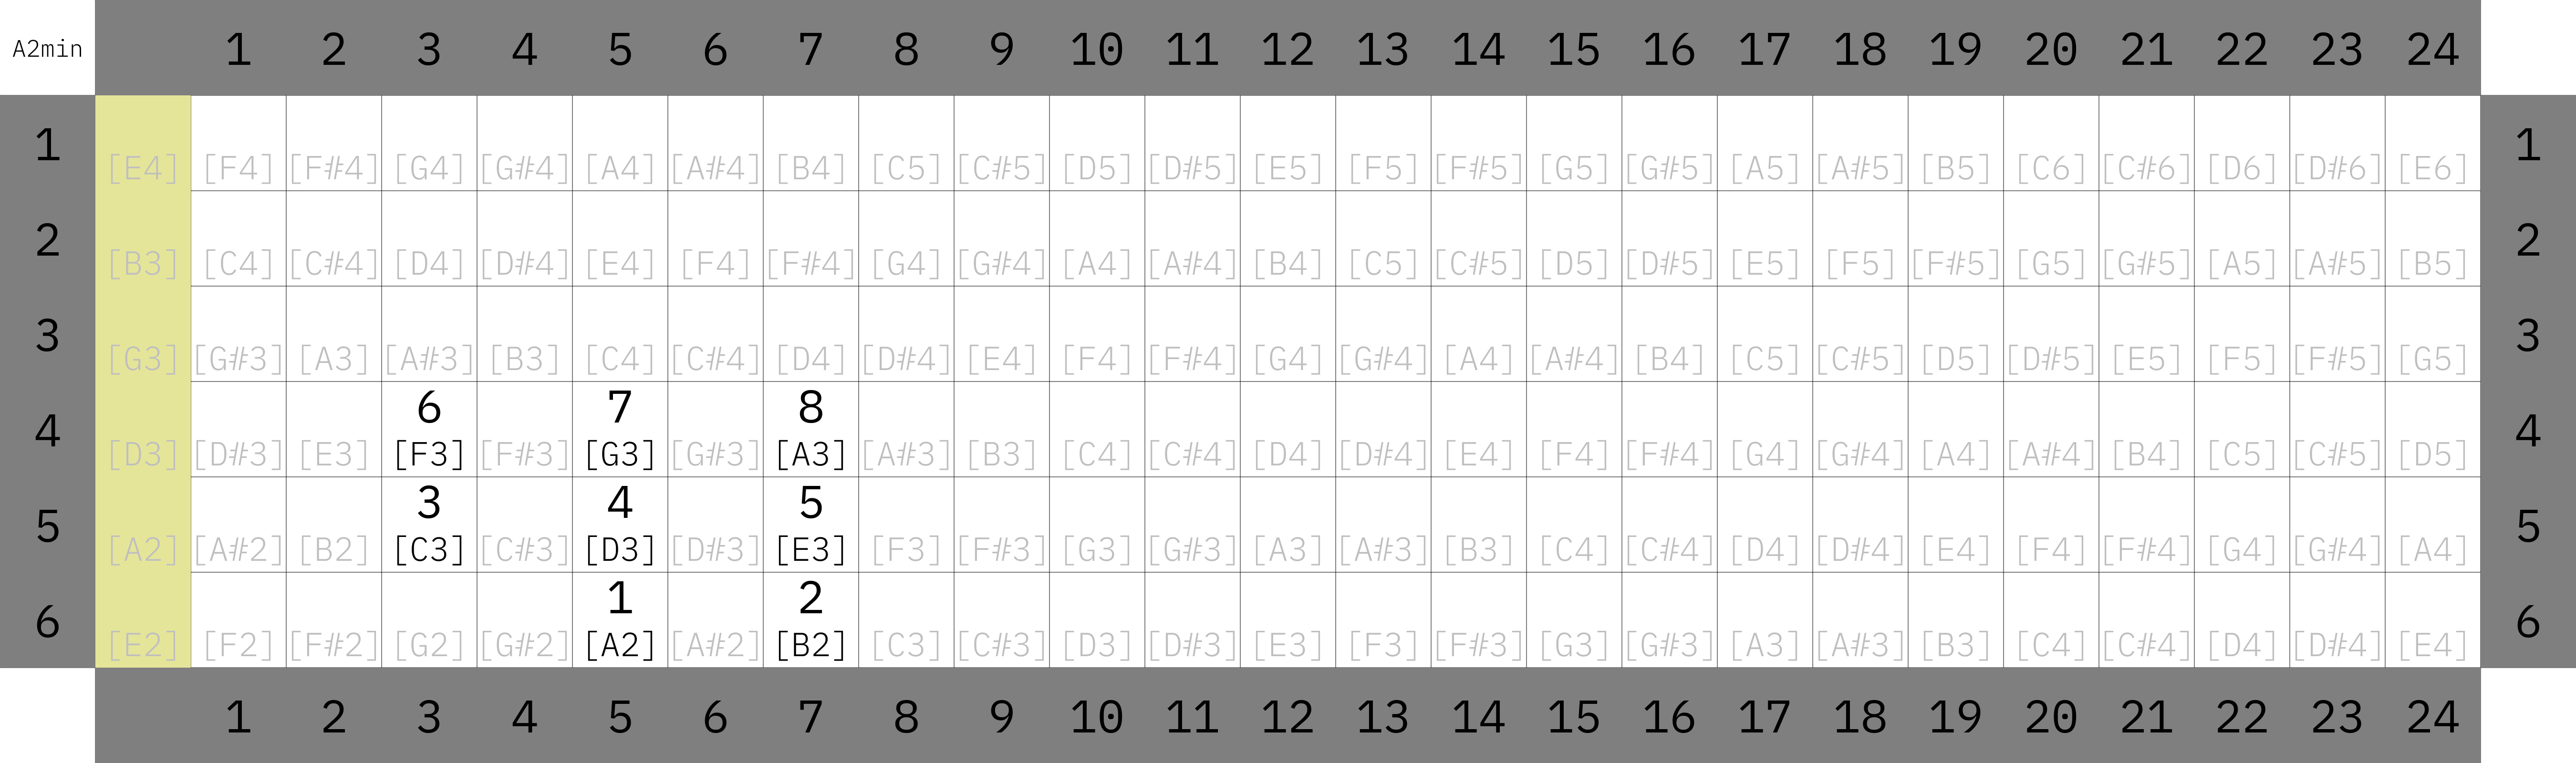 A2min 1 2 3 4 5 6 7 8 9 10 11 12 13 14 15 16 17 18 19 20 21 22 23 24
1 [E4] [F4] [F#4] [G4] [G#4] [A4] [A#4] [B4] [C5] [C#5] [D5] [D#5] [E5] [F5] [F#5] [G5] [G#5] [A5] [A#5] [B5] [C6] [C#6] [D6] [D#6] [E6] 1
2 [B3] [C4] [C#4] [D4] [D#4] [E4] [F4] [F#4] [G4] [G#4] [A4] [A#4] [B4] [C5] [C#5] [D5] [D#5] [E5] [F5] [F#5] [G5] [G#5] [A5] [A#5] [B5] 2
3 [G3] [G#3] [A3] [A#3] [B3] [C4] [C#4] [D4] [D#4] [E4] [F4] [F#4] [G4] [G#4] [A4] [A#4] [B4] [C5] [C#5] [D5] [D#5] [E5] [F5] [F#5] [G5] 3
6 7 8
4 [D3] [D#3] [E3] [F3] [F#3] [G3] [G#3] [A3] [A#3] [B3] [C4] [C#4] [D4] [D#4] [E4] [F4] [F#4] [G4] [G#4] [A4] [A#4] [B4] [C5] [C#5] [D5] 4
3 4 5
5 [A2] [A#2] [B2] [C3] [C#3] [D3] [D#3] [E3] [F3] [F#3] [G3] [G#3] [A3] [A#3] [B3] [C4] [C#4] [D4] [D#4] [E4] [F4] [F#4] [G4] [G#4] [A4] 5
1 2
6 [E2] [F2] [F#2] [G2] [G#2] [A2] [A#2] [B2] [C3] [C#3] [D3] [D#3] [E3] [F3] [F#3] [G3] [G#3] [A3] [A#3] [B3] [C4] [C#4] [D4] [D#4] [E4] 6
1 2 3 4 5 6 7 8 9 10 11 12 13 14 15 16 17 18 19 20 21 22 23 24